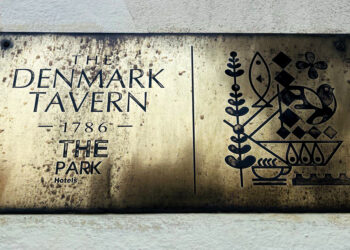 THE
DENMARK
TAVERN
— 1786 —
THE
PARK
Hotels